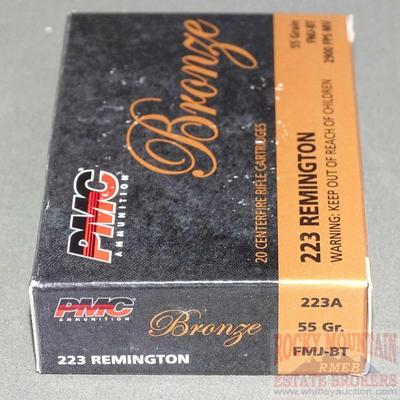 PMC
AMMUNITION
Bronze
20 CENTERFIRE RIFLE CARTRIDGES
55 Grain
FMJ-BT
2900 FPS MV
223 REMINGTON
WARNING: KEEP OUT OF REACH OF CHILDREN
PMC
AMMUNITION
Bronze
223 REMINGTON
223A
55 Gr.
FMJ-BT
ROCKY MOUNTAIN
RMEB
ESTATE BROKERS
www.whitleyauction.com